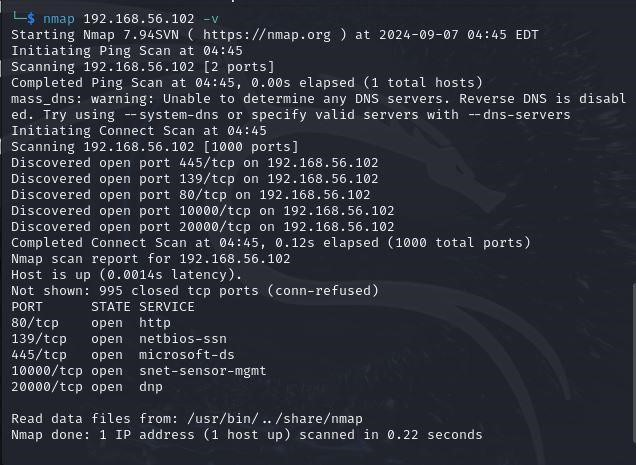 └─$ nmap 192.168.56.102 -v
Starting Nmap 7.94SVN ( https://nmap.org ) at 2024-09-07 04:45 EDT
Initiating Ping Scan at 04:45
Scanning 192.168.56.102 [2 ports]
Completed Ping Scan at 04:45, 0.00s elapsed (1 total hosts)
mass_dns: warning: Unable to determine any DNS servers. Reverse DNS is disabl
ed. Try using --system-dns or specify valid servers with --dns-servers
Initiating Connect Scan at 04:45
Scanning 192.168.56.102 [1000 ports]
Discovered open port 445/tcp on 192.168.56.102
Discovered open port 139/tcp on 192.168.56.102
Discovered open port 80/tcp on 192.168.56.102
Discovered open port 10000/tcp on 192.168.56.102
Discovered open port 20000/tcp on 192.168.56.102
Completed Connect Scan at 04:45, 0.12s elapsed (1000 total ports)
Nmap scan report for 192.168.56.102
Host is up (0.0014s latency).
Not shown: 995 closed tcp ports (conn-refused)
PORT      STATE SERVICE
80/tcp    open  http
139/tcp   open  netbios-ssn
445/tcp   open  microsoft-ds
10000/tcp open  snet-sensor-mgmt
20000/tcp open  dnp
Read data files from: /usr/bin/../share/nmap
Nmap done: 1 IP address (1 host up) scanned in 0.22 seconds